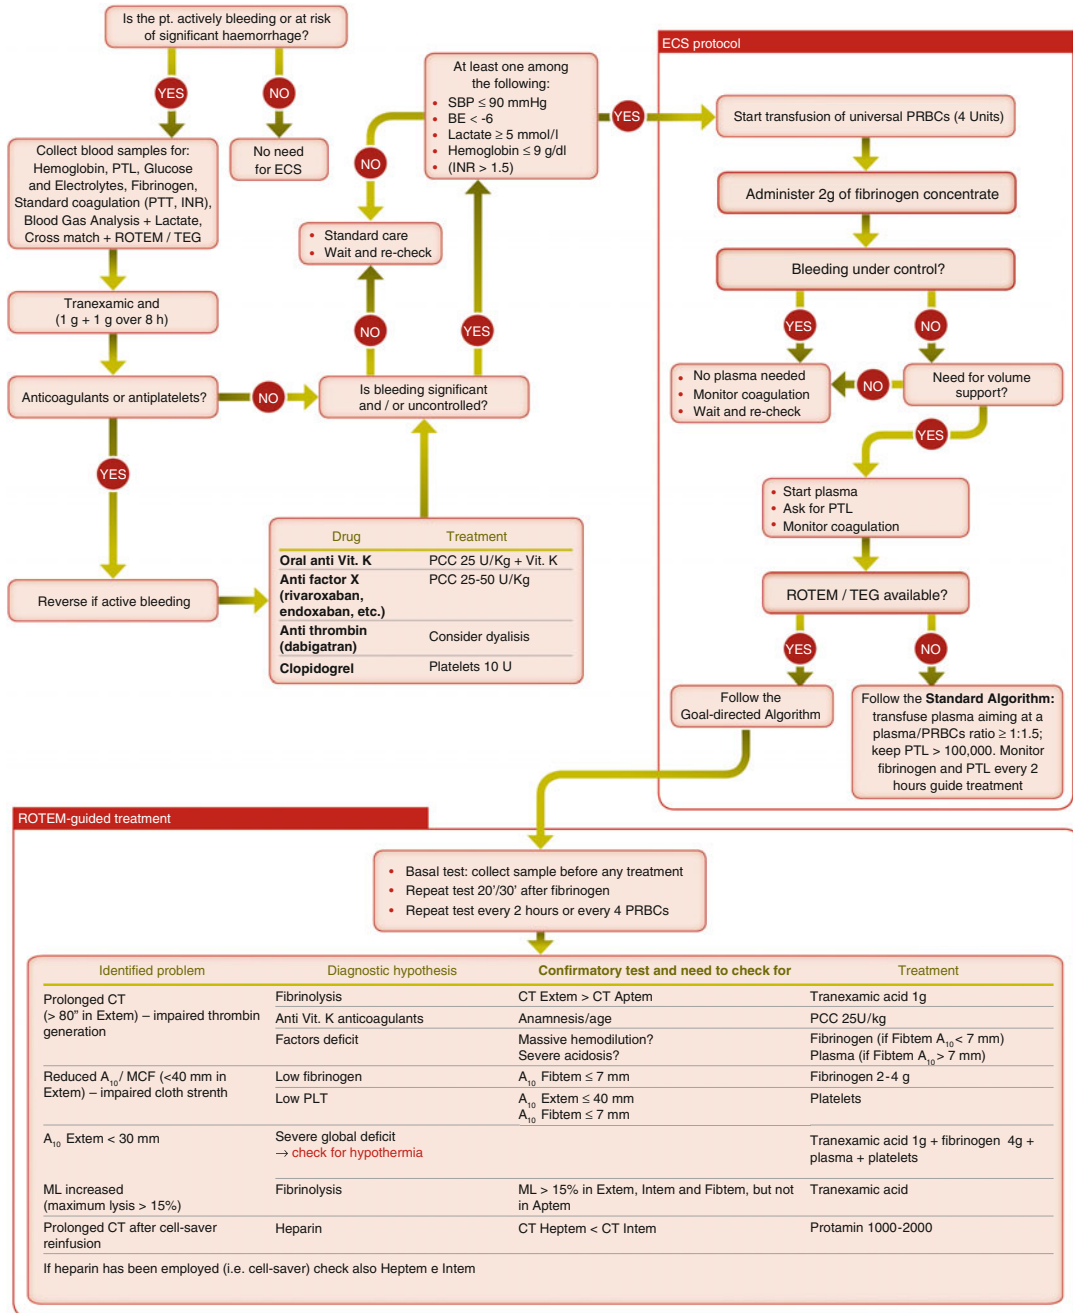 Is the pt. actively bleeding or at risk
of significant haemorrhage?
YES
NO
Collect blood samples for:
Hemoglobin, PTL, Glucose
and Electrolytes, Fibrinogen,
Standard coagulation (PTT, INR),
Blood Gas Analysis + Lactate,
Cross match + ROTEM / TEG
No need
for ECS
Tranexamic and
(1 g + 1 g over 8 h)
Anticoagulants or antiplatelets?
NO
YES
Reverse if active bleeding
Drug Treatment
Oral anti Vit. K PCC 25 U/Kg + Vit. K
Anti factor X PCC 25-50 U/Kg
(rivaroxaban,
endoxaban, etc.)
Anti thrombin
(dabigatran) Consider dyalisis
Clopidogrel Platelets 10 U
Is bleeding significant
and / or uncontrolled?
NO
YES
Standard care
Wait and re-check
NO
At least one among
the following:
• SBP ≤ 90 mmHg
• BE < -6
• Lactate ≥ 5 mmol/l
• Hemoglobin ≤ 9 g/dl
• (INR > 1.5)
YES
ECS protocol
Start transfusion of universal PRBCs (4 Units)
Administer 2g of fibrinogen concentrate
Bleeding under control?
YES
NO
• No plasma needed
• Monitor coagulation
• Wait and re-check
NO
Need for volume
support?
YES
• Start plasma
• Ask for PTL
• Monitor coagulation
ROTEM / TEG available?
YES
NO
Follow the
Goal-directed Algorithm
Follow the Standard Algorithm:
transfuse plasma aiming at a
plasma/PRBCs ratio ≥ 1:1.5;
keep PTL > 100,000. Monitor
fibrinogen and PTL every 2
hours guide treatment
ROTEM-guided treatment
• Basal test: collect sample before any treatment
• Repeat test 20'/30' after fibrinogen
• Repeat test every 2 hours or every 4 PRBCs
Identified problem Diagnostic hypothesis Confirmatory test and need to check for Treatment
Prolonged CT
(> 80” in Extem) – impaired thrombin
generation
Fibrinolysis CT Extem > CT Aptem Tranexamic acid 1g
Anti Vit. K anticoagulants Anamnesis/age PCC 25U/kg
Factors deficit Massive hemodilution? Fibrinogen (if Fibtem A10 < 7 mm)
Severe acidosis? Plasma (if Fibtem A10 > 7 mm)
Reduced A10/ MCF (<40 mm in
Extem) – impaired cloth strenth
Low fibrinogen A10 Fibtem ≤ 7 mm Fibrinogen 2-4 g
Low PLT A10 Extem ≤ 40 mm Platelets
A10 Fibtem ≤ 7 mm
A10 Extem < 30 mm Severe global deficit Tranexamic acid 1g + fibrinogen 4g +
→ check for hypothermia plasma + platelets
ML increased Fibrinolysis ML > 15% in Extem, Intem and Fibtem, but not Tranexamic acid
(maximum lysis > 15%) in Aptem
Prolonged CT after cell-saver Heparin CT Heptem < CT Intem Protamin 1000-2000
reinfusion
If heparin has been employed (i.e. cell-saver) check also Heptem e Intem